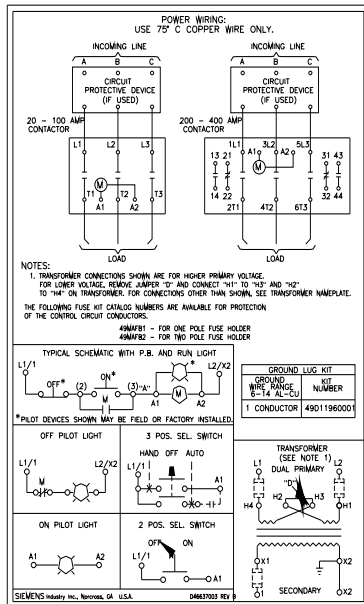 POWER WIRING:
USE 75° C COPPER WIRE ONLY.
INCOMING LINE
INCOMING LINE
A B C
A B C
CIRCUIT
PROTECTIVE DEVICE
(IF USED)
CIRCUIT
PROTECTIVE DEVICE
(IF USED)
20 - 100 AMP
CONTACTOR
200 - 400 AMP
CONTACTOR
L1 L2 L3
M
T1 T2 T3
A1 A2
1L1 3L2 5L3
13 21 A1 A2 31 43
M
14 22 32 44
2T1 4T2 6T3
LOAD
LOAD
NOTES:
1. TRANSFORMER CONNECTIONS SHOWN ARE FOR HIGHER PRIMARY VOLTAGE.
FOR LOWER VOLTAGE, REMOVE JUMPER "D" AND CONNECT "H1" TO "H3" AND "H2"
TO "H4" ON TRANSFORMER. FOR CONNECTIONS OTHER THAN SHOWN, SEE TRANSFORMER NAMEPLATE.
THE FOLLOWING FUSE KIT CATALOG NUMBERS ARE AVAILABLE FOR PROTECTION
OF THE CONTROL CIRCUIT CONDUCTORS.
49MAFB1 - FOR ONE POLE FUSE HOLDER
49MAFB2 - FOR TWO POLE FUSE HOLDER
TYPICAL SCHEMATIC WITH P.B. AND RUN LIGHT
L1/1 L2/X2
OFF* (2) ON* (3)"A" A1 M A2
M
*PILOT DEVICES SHOWN MAY BE FIELD OR FACTORY INSTALLED.
GROUND LUG KIT
GROUND
WIRE RANGE
6-14 AL-CU
KIT
NUMBER
1 CONDUCTOR 49D11960001
OFF PILOT LIGHT
L1/1 L2/X2
M
3 POS. SEL. SWITCH
HAND OFF AUTO
L1/1
A1
ON PILOT LIGHT
A1 A2
2 POS. SEL. SWITCH
OFF ON
L1/1
A1
TRANSFORMER
(SEE NOTE 1)
DUAL PRIMARY
L1 L2
"D"
H4 H2 H3 H1
X1 X2
1 SECONDARY X2
SIEMENS Industry Inc., Norcross, GA U.S.A. D46637003 REV B